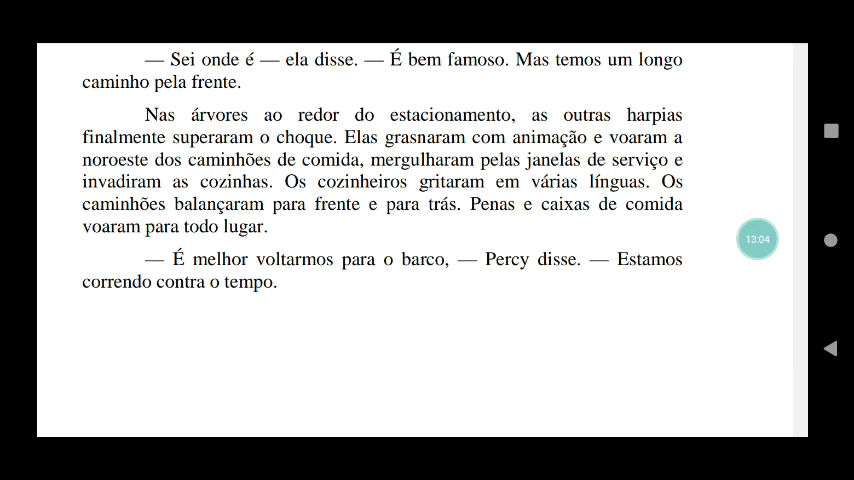 — Sei onde é — ela disse. — É bem famoso. Mas temos um longo
caminho pela frente.
Nas árvores ao redor do estacionamento, as outras harpias
finalmente superaram o choque. Elas grasnaram com animação e voaram a
noroeste dos caminhões de comida, mergulharam pelas janelas de serviço e
invadiram as cozinhas. Os cozinheiros gritaram em várias línguas. Os
caminhões balançaram para frente e para trás. Penas e caixas de comida
voaram para todo lugar.
13:04
— É melhor voltarmos para o barco, — Percy disse. — Estamos
correndo contra o tempo.